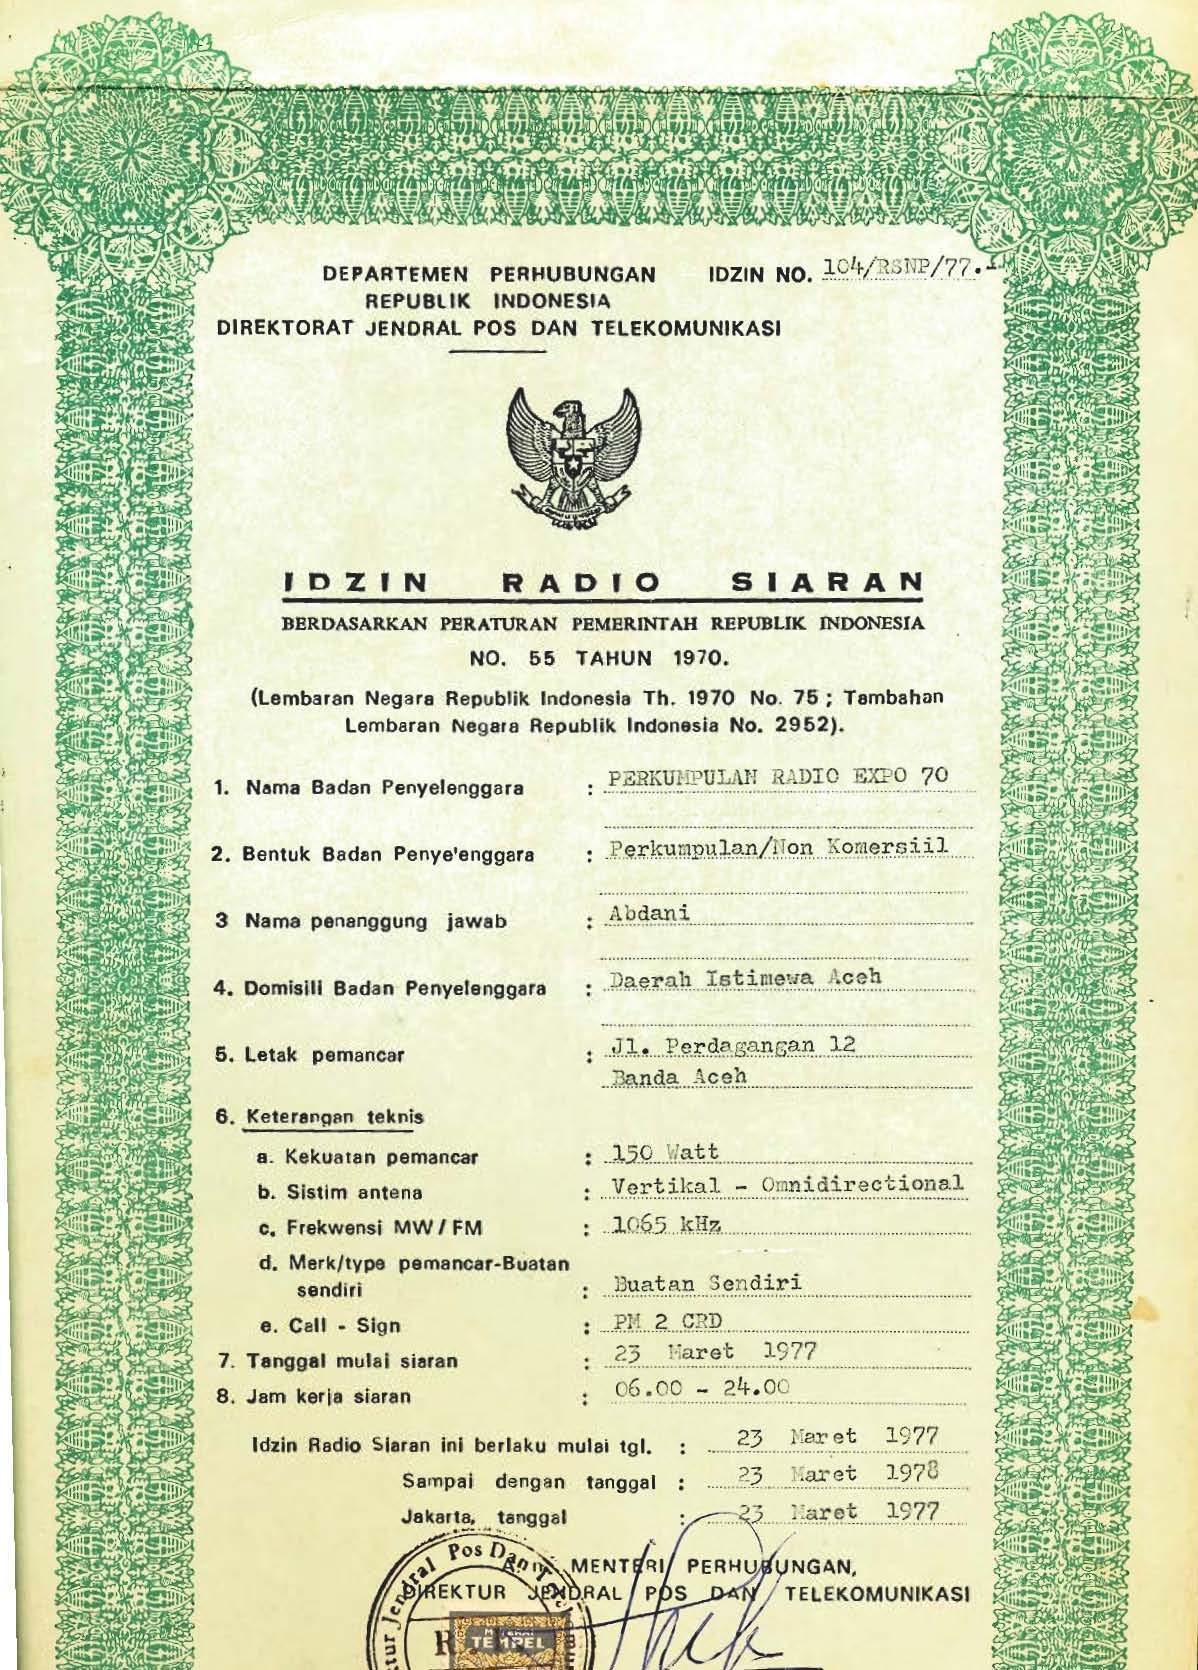 DEPARTEMEN PERHUBUNGAN IDZIN NO. 104/RSNP/77.-
REPUBLIK INDONESIA
DIREKTORAT JENDRAL POS DAN TELEKOMUNIKASI
IDZIN RADIO SIARAN
BERDASARKAN PERATURAN PEMERINTAH REPUBLIK INDONESIA
NO. 55 TAHUN 1970.
(Lembaran Negara Republik Indonesia Th. 1970 No. 75 ; Tambahan
Lembaran Negara Republik Indonesia No. 2952).
1. Nama Badan Penyelenggara : PERKUMPULAN RADIO EXPO 70
2. Bentuk Badan Penye'enggara : Perkumpulan/Non Komersiil
3 Nama penanggung jawab : Abdani
4. Domisili Badan Penyelenggara : Daerah Istimewa Aceh
5. Letak pemancar : Jl. Perdagangan 12
Banda Aceh
6. Keterangan teknis
a. Kekuatan pemancar : 150 Watt
b. Sistim antena : Vertikal - Omnidirectional
c. Frekwensi MW / FM : 1065 kHz
d. Merk/type pemancar-Buatan
sendiri : Buatan Sendiri
e. Call - Sign : PM 2 CRD
7. Tanggal mulai siaran : 23 Maret 1977
8. Jam kerja siaran : 06.00 - 24.00
Idzin Radio Siaran ini berlaku mulai tgl. : 23 Maret 1977
Sampai dengan tanggal : 23 Maret 1978
Jakarta, tanggal : 23 Maret 1977
MENTERI PERHUBUNGAN,
DIREKTUR JENDRAL POS DAN TELEKOMUNIKASI
Jendral Pos Dan
METERAI
TEMPEL